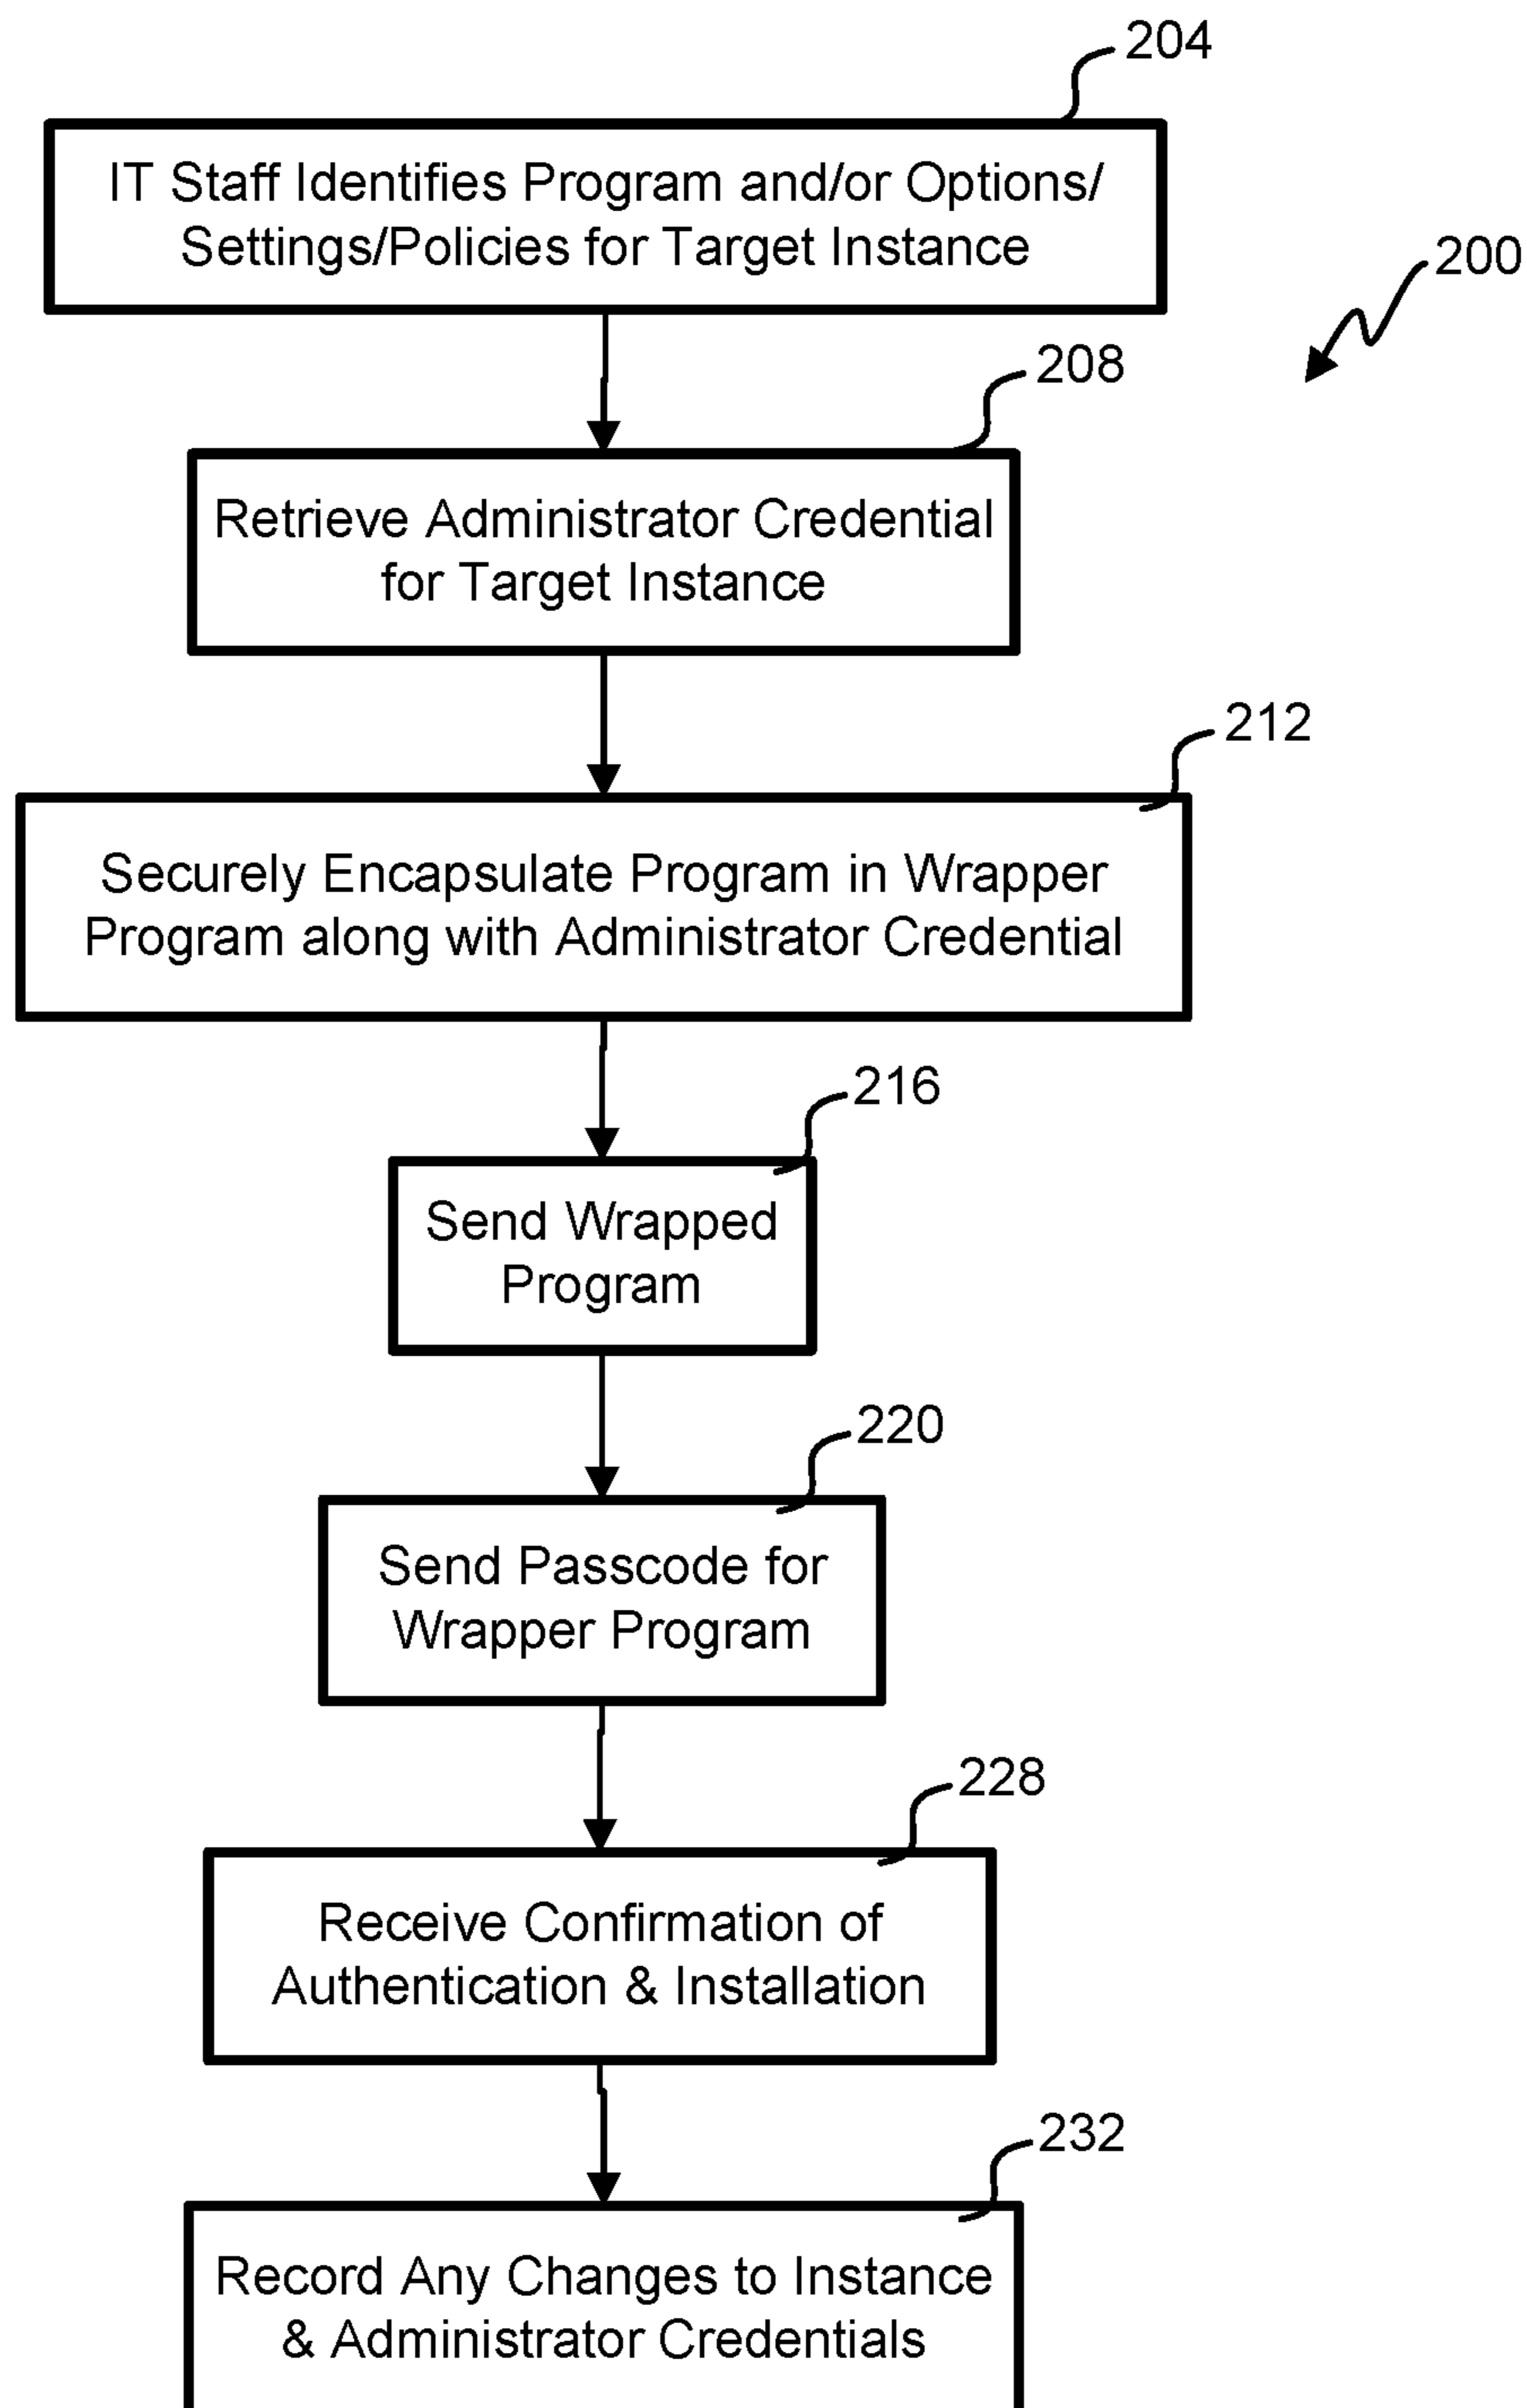 204
IT Staff Identifies Program and/or Options/
Settings/Policies for Target Instance
200
208
Retrieve Administrator Credential
for Target Instance
212
Securely Encapsulate Program in Wrapper
Program along with Administrator Credential
216
Send Wrapped
Program
220
Send Passcode for
Wrapper Program
228
Receive Confirmation of
Authentication & Installation
232
Record Any Changes to Instance
& Administrator Credentials